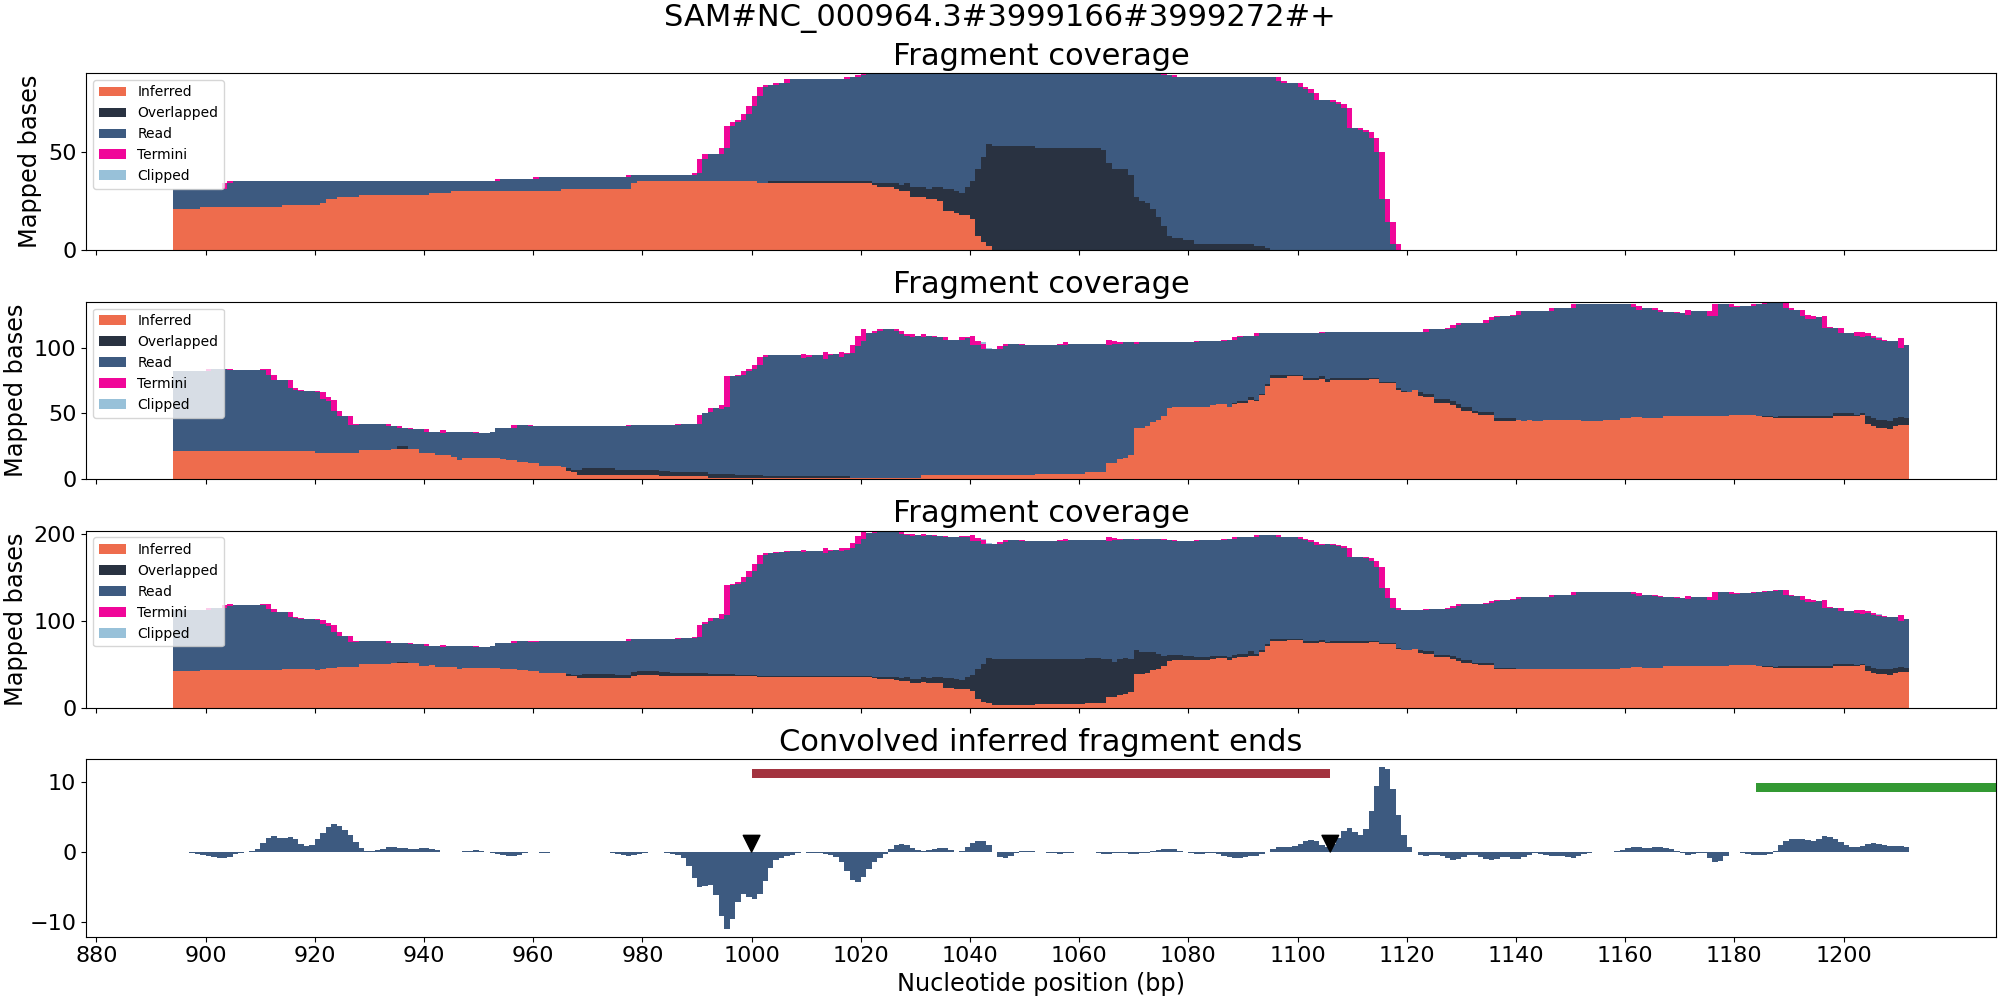 SAM#NC_000964.3#3999166#3999272#+
Fragment coverage
Mapped bases
50
0
Inferred
Overlapped
Read
Termini
Clipped
Fragment coverage
Mapped bases
100
50
0
Inferred
Overlapped
Read
Termini
Clipped
Fragment coverage
Mapped bases
200
100
0
Inferred
Overlapped
Read
Termini
Clipped
Convolved inferred fragment ends
10
0
−10
880 900 920 940 960 980 1000 1020 1040 1060 1080 1100 1120 1140 1160 1180 1200
Nucleotide position (bp)